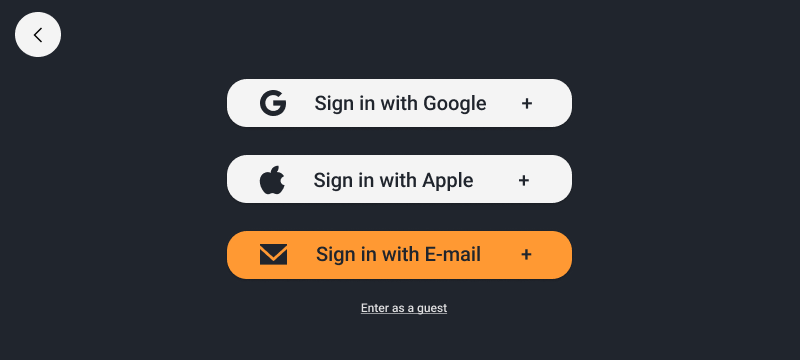 Sign in with Google +
Sign in with Apple +
Sign in with E-mail +
Enter as a guest